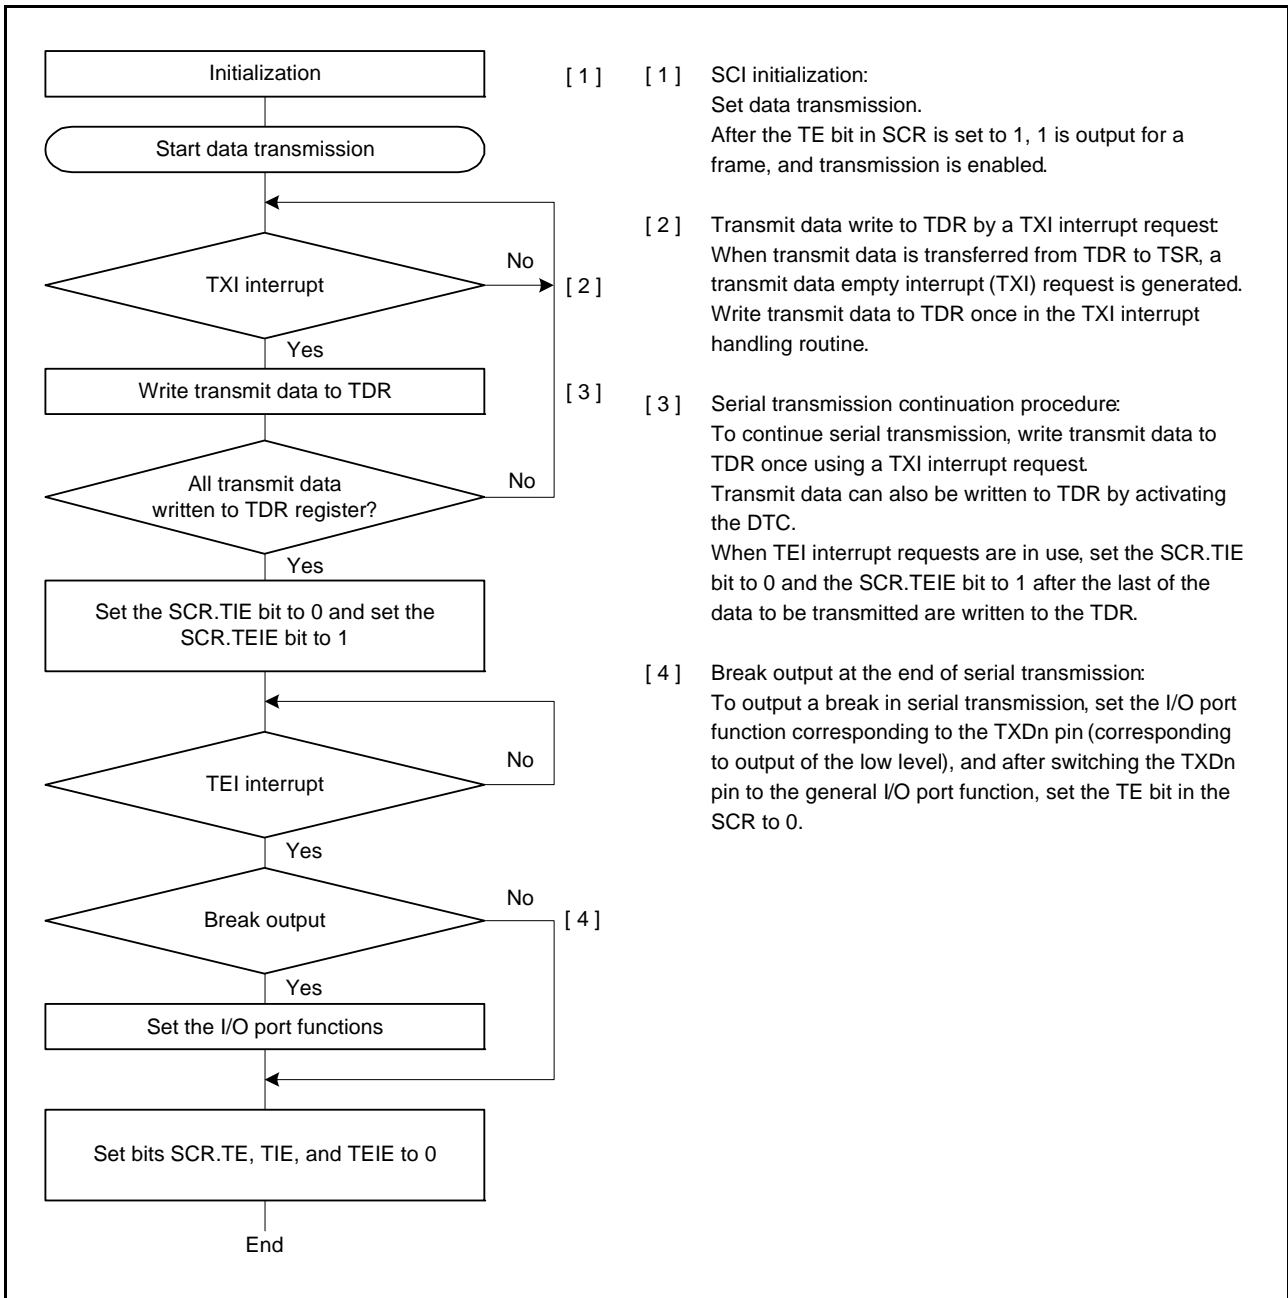 Initialization
[ 1 ]
Start data transmission
TXI interrupt
No
[ 2 ]
Yes
Write transmit data to TDR
[ 3 ]
All transmit data
written to TDR register?
No
Yes
Set the SCR.TIE bit to 0 and set the
SCR.TEIE bit to 1
TEI interrupt
No
Yes
Break output
No
[ 4 ]
Yes
Set the I/O port functions
Set bits SCR.TE, TIE, and TEIE to 0
End
[ 1 ] SCI initialization:
Set data transmission.
After the TE bit in SCR is set to 1, 1 is output for a
frame, and transmission is enabled.
[ 2 ] Transmit data write to TDR by a TXI interrupt request:
When transmit data is transferred from TDR to TSR, a
transmit data empty interrupt (TXI) request is generated.
Write transmit data to TDR once in the TXI interrupt
handling routine.
[ 3 ] Serial transmission continuation procedure:
To continue serial transmission, write transmit data to
TDR once using a TXI interrupt request.
Transmit data can also be written to TDR by activating
the DTC.
When TEI interrupt requests are in use, set the SCR.TIE
bit to 0 and the SCR.TEIE bit to 1 after the last of the
data to be transmitted are written to the TDR.
[ 4 ] Break output at the end of serial transmission:
To output a break in serial transmission, set the I/O port
function corresponding to the TXDn pin (corresponding
to output of the low level), and after switching the TXDn
pin to the general I/O port function, set the TE bit in the
SCR to 0.